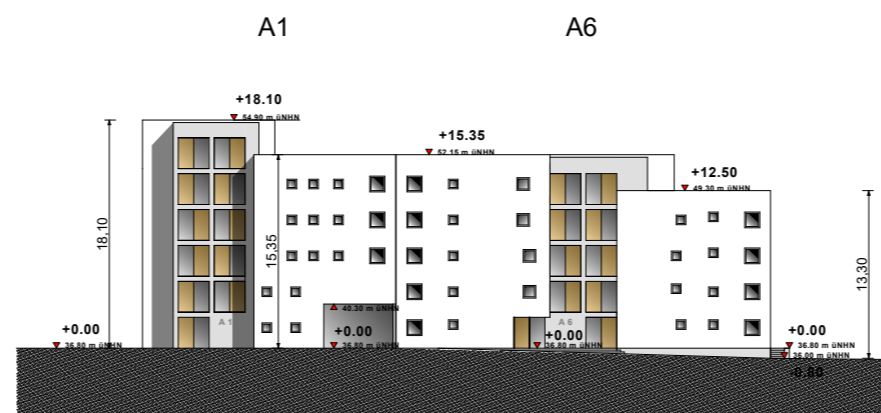 A1 A6
+18.10
54.90 m üNHN
+15.35
52.15 m üNHN
+12.50
49.30 m üNHN
18,10
15,35
13,30
40.30 m üNHN
A 1
A 6
+0.00
36.80 m üNHN
+0.00
36.80 m üNHN
+0.00
36.80 m üNHN
+0.00
36.80 m üNHN
36.00 m üNHN
-0.80